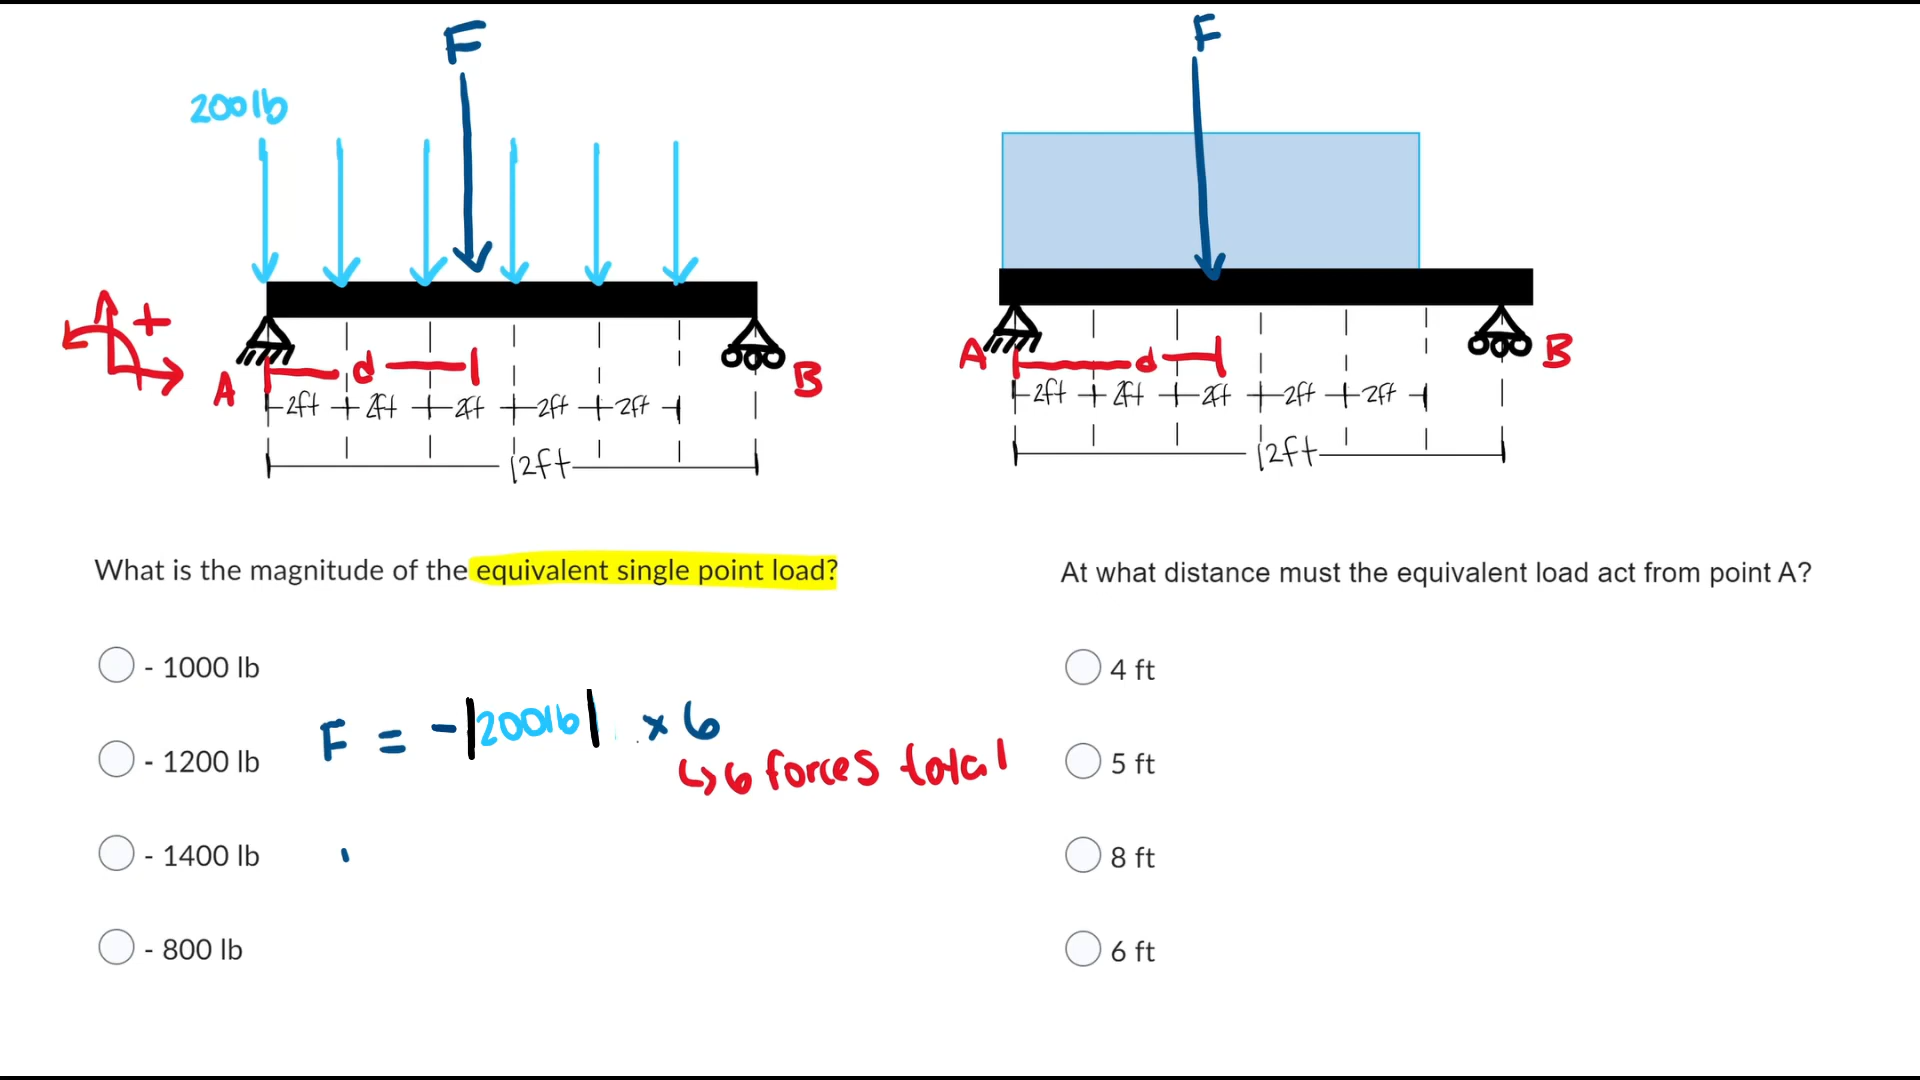 F
200lb
+
A
d
B
2ft 2ft 2ft 2ft 2ft
12ft
F
A
d
B
2ft 2ft 2ft 2ft 2ft
12ft
What is the magnitude of the equivalent single point load?
- 1000 lb
- 1200 lb
- 1400 lb
- 800 lb
F = -|200lb| × 6
↳ 6 forces total
At what distance must the equivalent load act from point A?
4 ft
5 ft
8 ft
6 ft